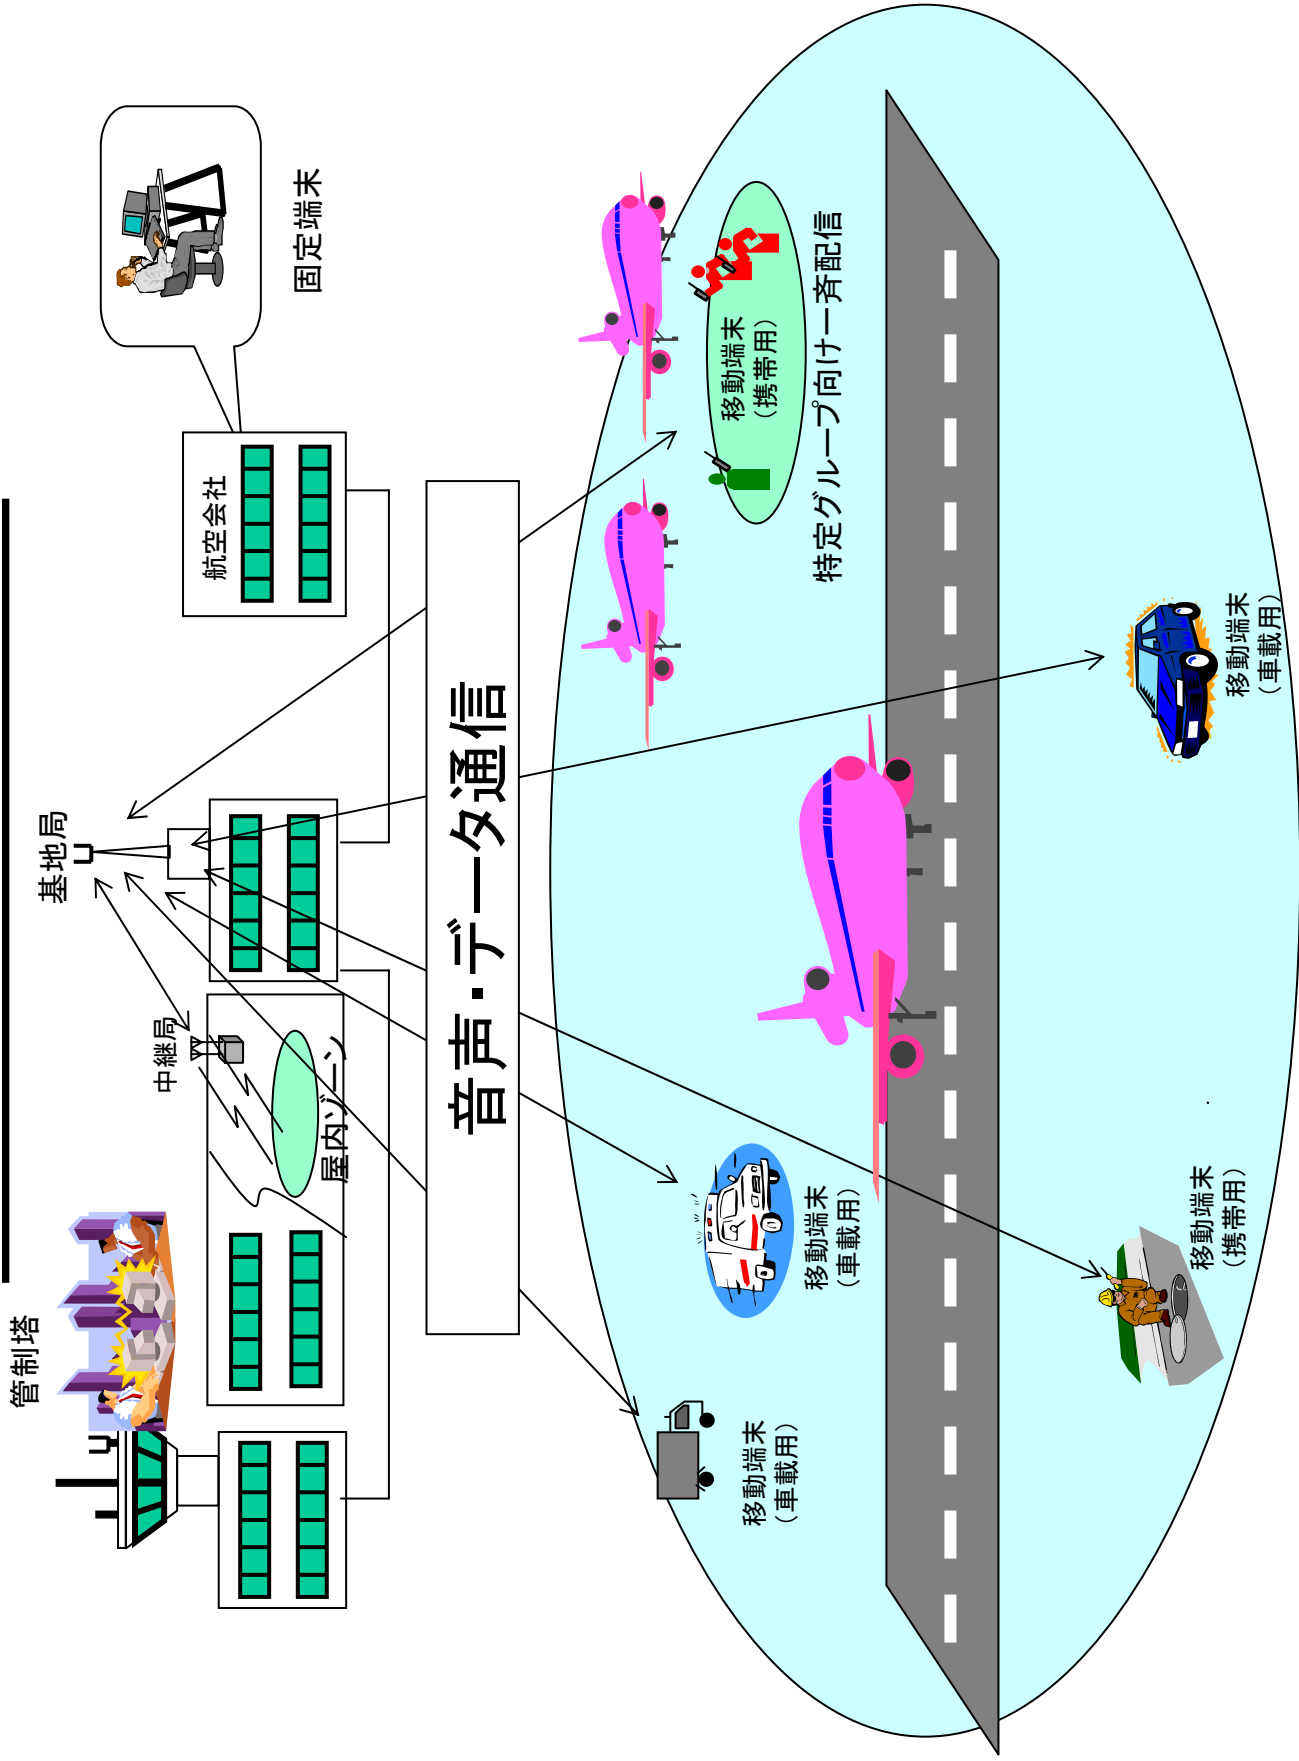 管制塔
基地局
中継局
屋内ゾーン
航空会社
固定端末
音声・データ通信
移動端末
（車載用）
移動端末
（車載用）
移動端末
（携帯用）
特定グループ向けー斉配信
移動端末
（携帯用）
移動端末
（車載用）